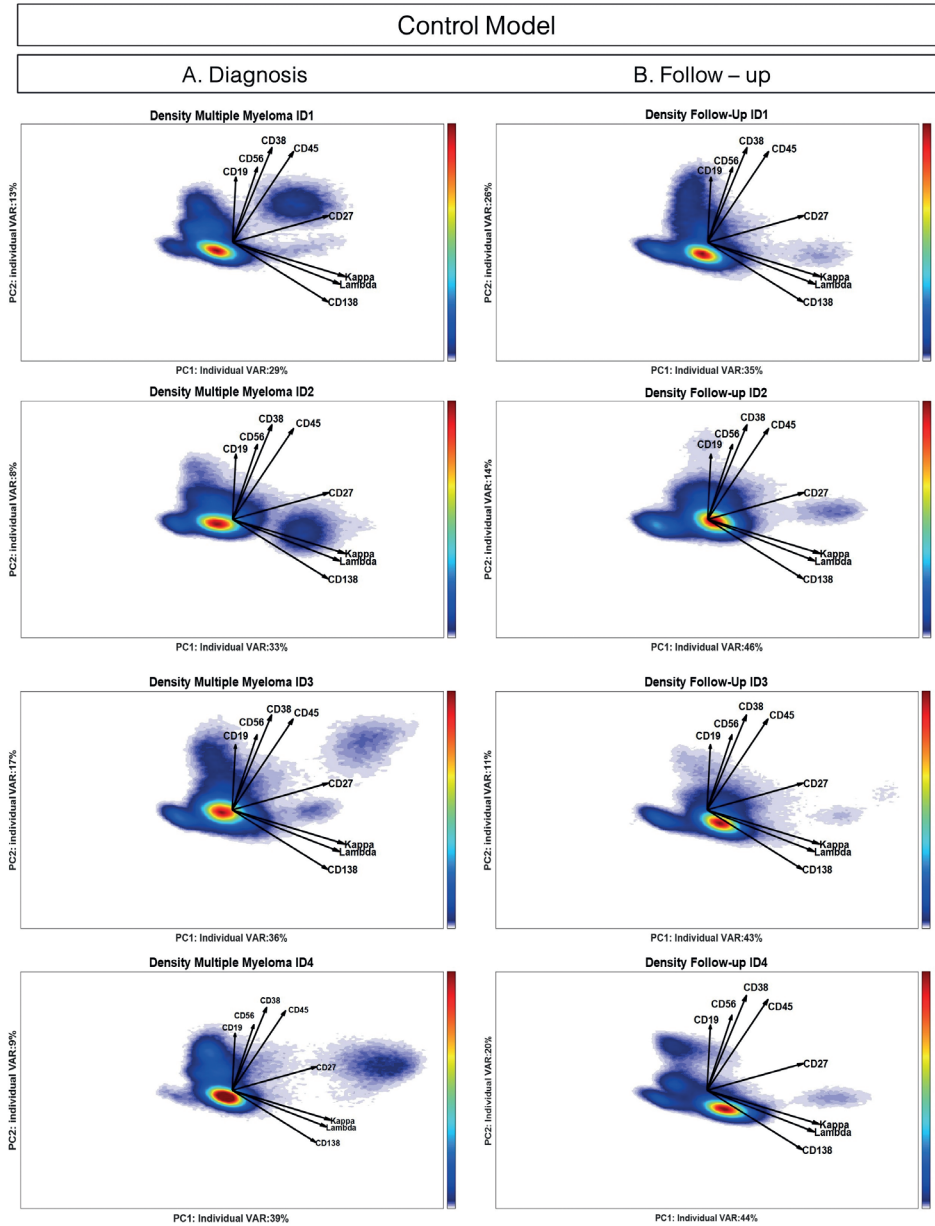 Control Model
A. Diagnosis
B. Follow – up
Density Multiple Myeloma ID1
CD38
CD56
CD45
CD19
CD27
Kappa
Lambda
CD138
PC2: individual VAR:13%
PC1: Individual VAR:29%
Density Follow-Up ID1
CD38
CD56
CD45
CD19
CD27
Kappa
Lambda
CD138
PC2: individual VAR:26%
PC1: Individual VAR:35%
Density Multiple Myeloma ID2
CD38
CD56
CD45
CD19
CD27
Kappa
Lambda
CD138
PC2: individual VAR:8%
PC1: Individual VAR:33%
Density Follow-up ID2
CD38
CD56
CD45
CD19
CD27
Kappa
Lambda
CD138
PC2: individual VAR:14%
PC1: Individual VAR:46%
Density Multiple Myeloma ID3
CD38
CD56
CD45
CD19
CD27
Kappa
Lambda
CD138
PC2: individual VAR:17%
PC1: Individual VAR:36%
Density Follow-Up ID3
CD38
CD56
CD45
CD19
CD27
Kappa
Lambda
CD138
PC2: individual VAR:11%
PC1: Individual VAR:43%
Density Multiple Myeloma ID4
CD38
CD56
CD45
CD19
CD27
Kappa
Lambda
CD138
PC2: individual VAR:9%
PC1: Individual VAR:39%
Density Follow-up ID4
CD38
CD56
CD45
CD19
CD27
Kappa
Lambda
CD138
PC2: Individual VAR:20%
PC1: Individual VAR:44%